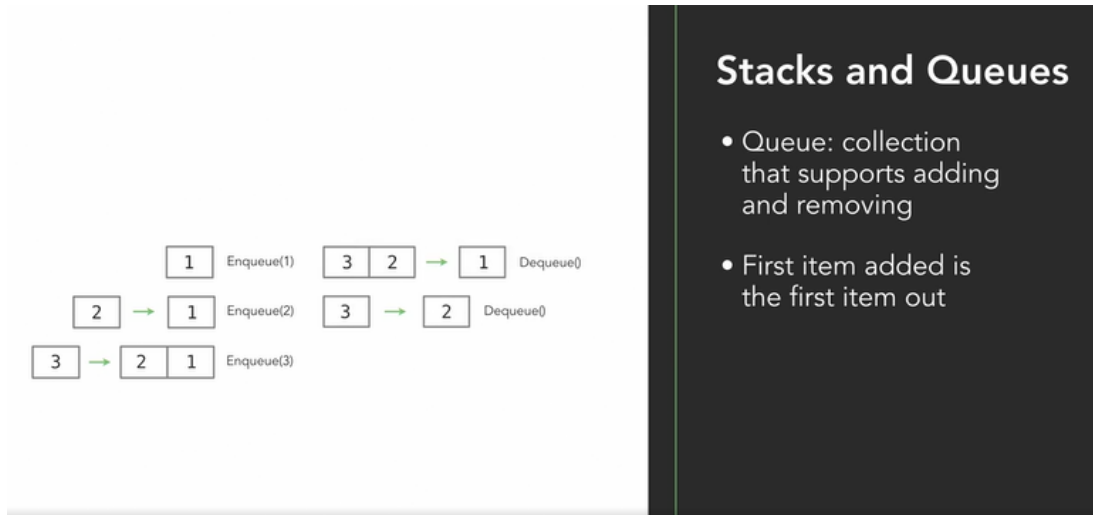 1 Enqueue(1)
2 1 Enqueue(2)
3 2 1 Enqueue(3)
3 2 1 Dequeue()
3 2 Dequeue()
Stacks and Queues
• Queue: collection
that supports adding
and removing
• First item added is
the first item out